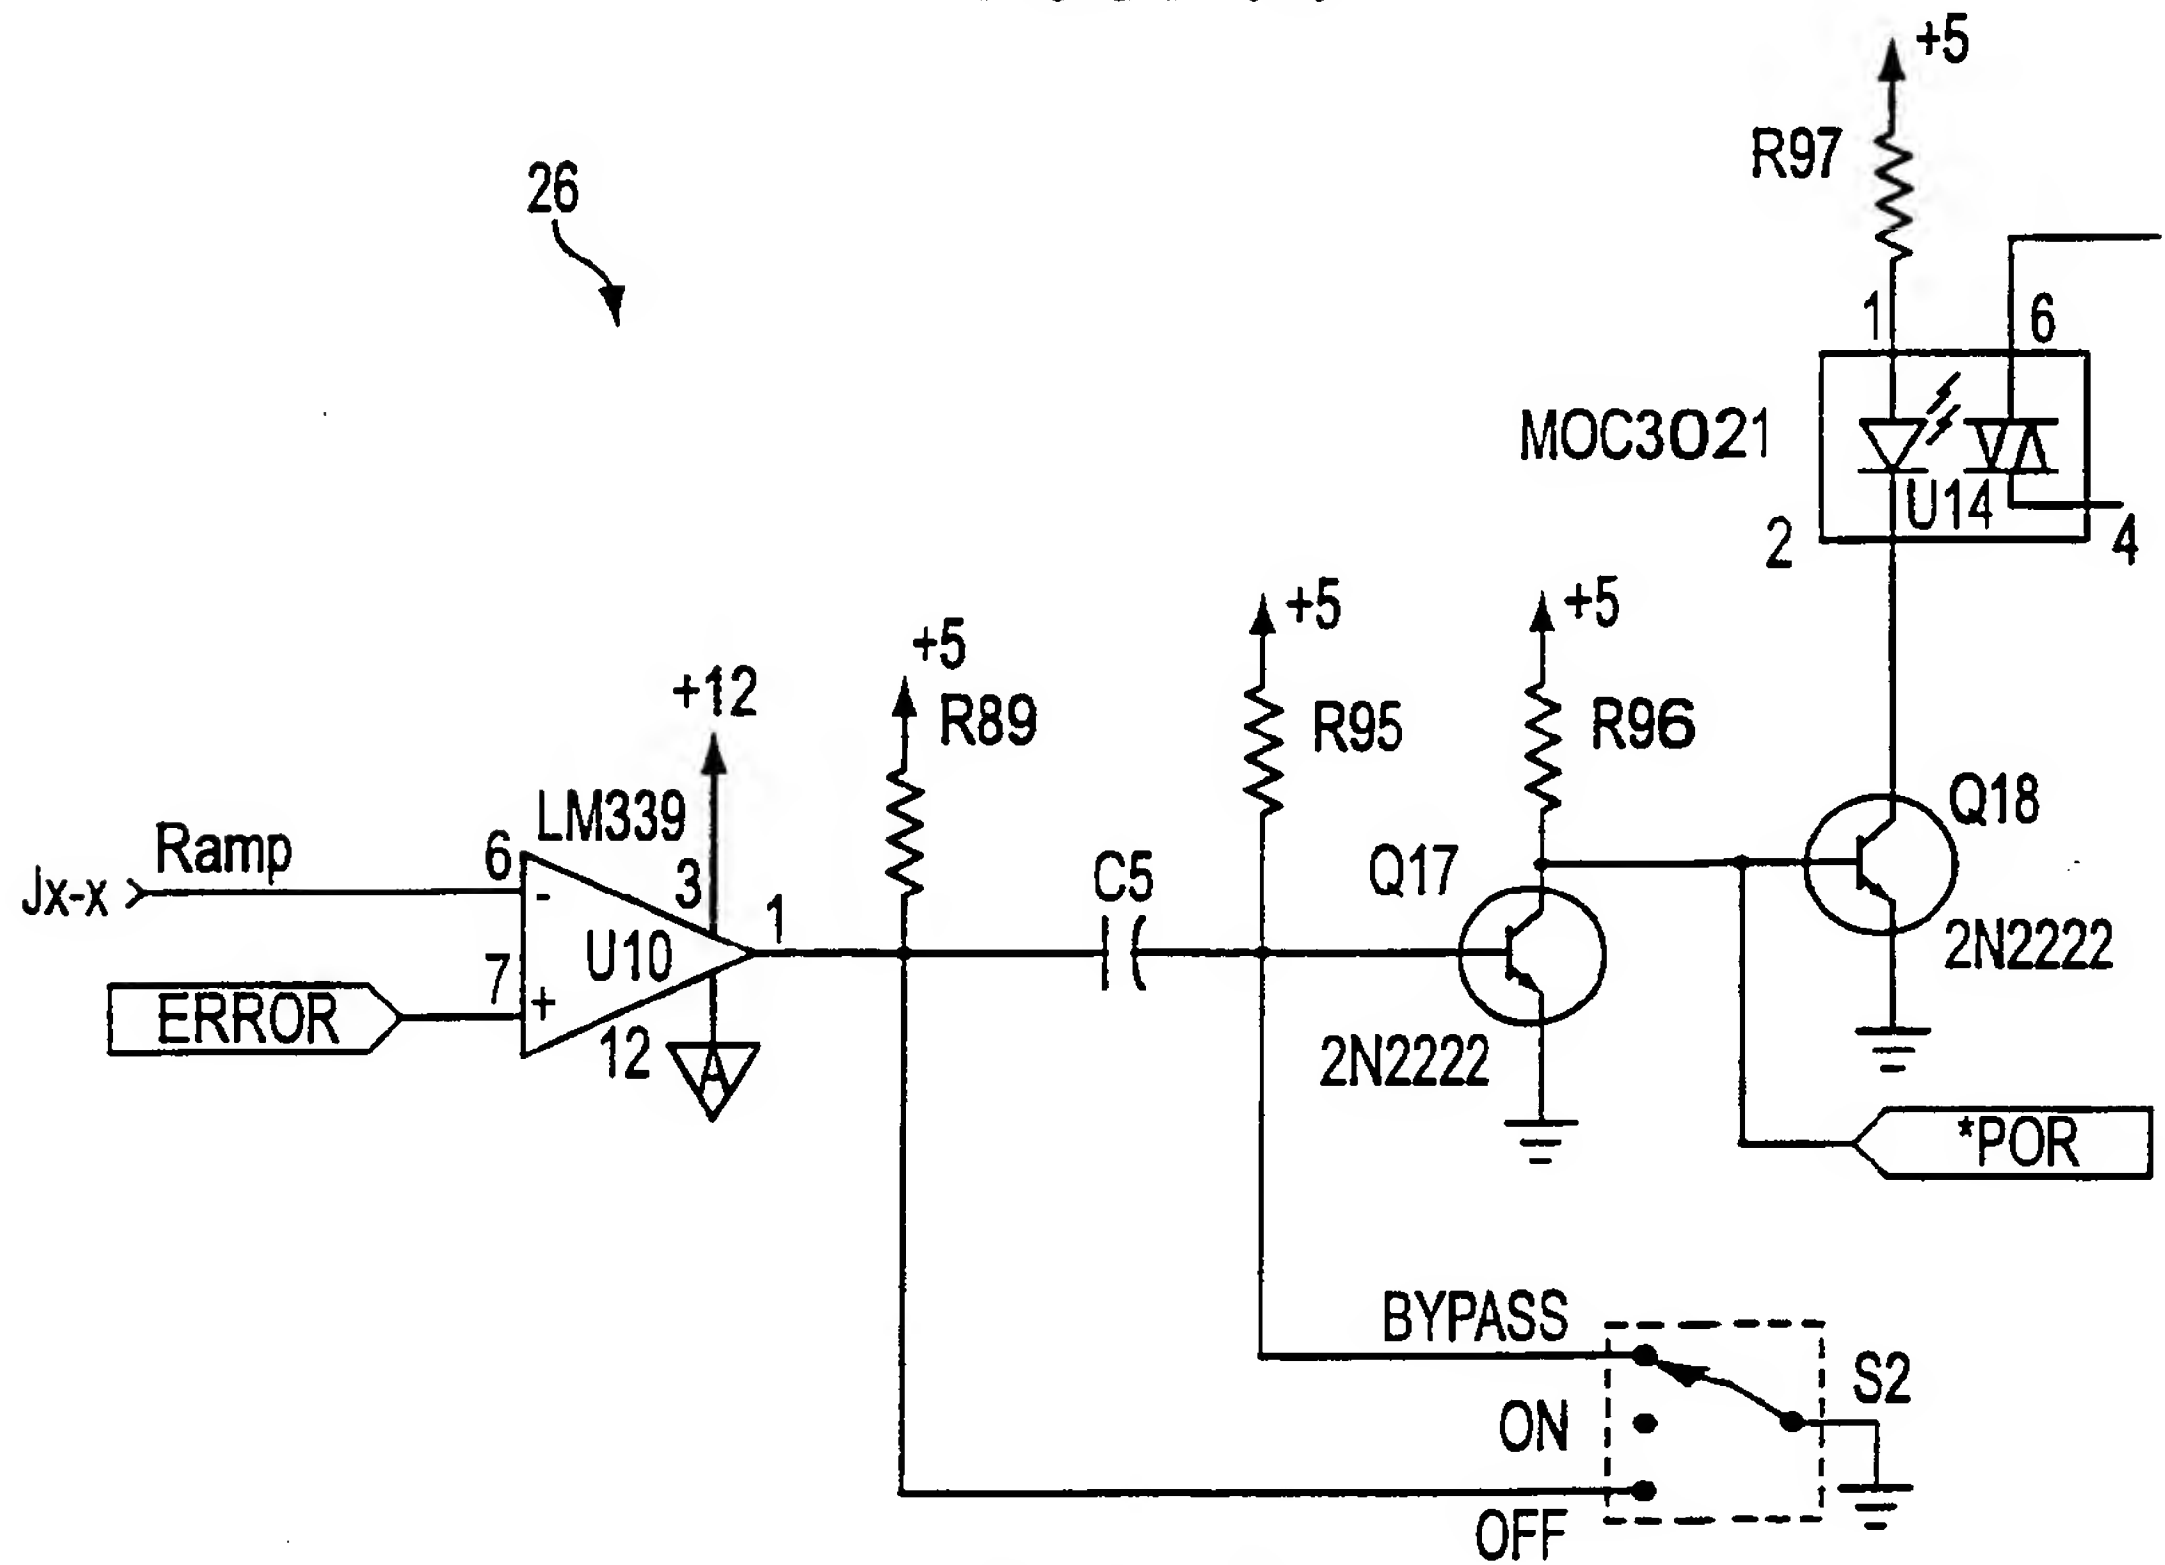 +5
R97
26
1
6
MOC3021
U14
2
4
+5
+5
+5
+12
R89
R95
R96
LM339
Q18
Ramp
6
3
Jx-x
-
1
C5
Q17
U10
2N2222
7
+
ERROR
12
A
2N2222
*POR
BYPASS
S2
ON
OFF